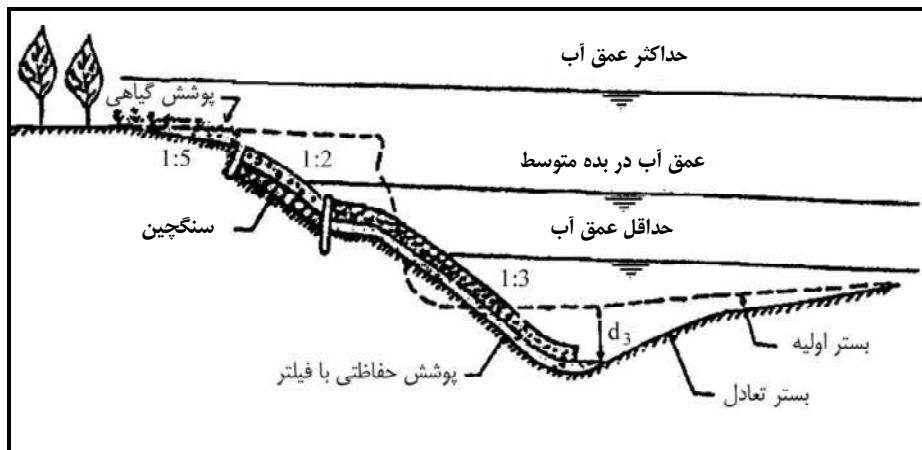 حداکثر عمق آب
پوشش گیاهی
1:5
1:2
عمق آب در بده متوسط
سنگچین
حداقل عمق آب
1:3
d3
بستر اولیه
پوشش حفاظتی با فیلتر
بستر تعادل